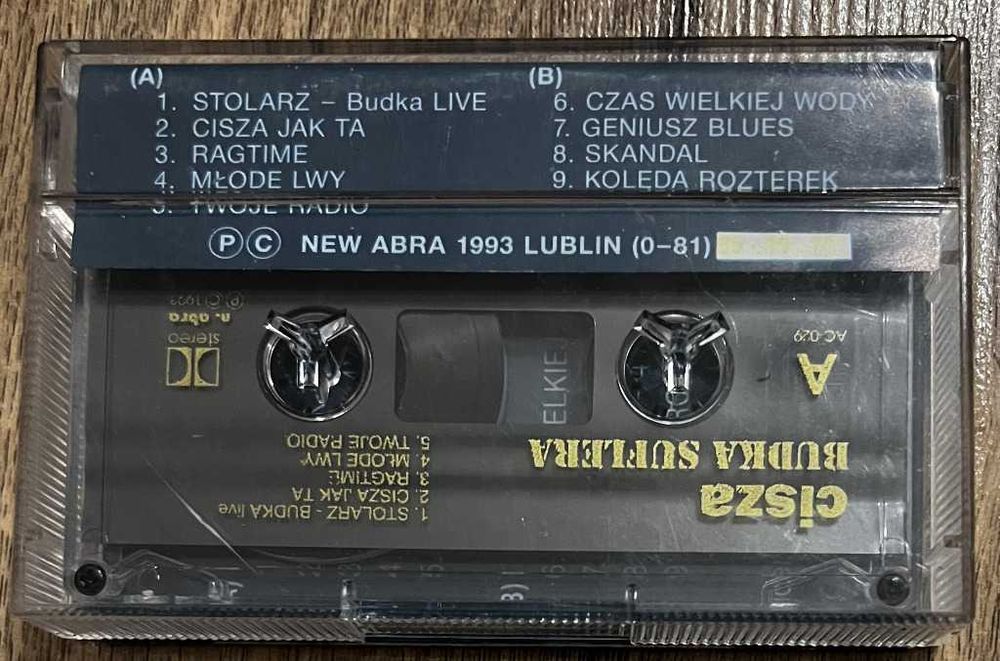 (A)
1. STOLARZ – Budka LIVE
2. CISZA JAK TA
3. RAGTIME
4. MŁODE LWY
5. TWOJE RADIO
(B)
6. CZAS WIELKIEJ WODY
7. GENIUSZ BLUES
8. SKANDAL
9. KOLĘDA ROZTEREK
Ⓟ Ⓒ NEW ABRA 1993 LUBLIN (0-81)
cisza
BUDKA SUFLERA
1. STOLARZ - BUDKA live
2. CISZA JAK TA
3. RAGTIME
4. MŁODE LWY
5. TWOJE RADIO
A
AC-029
stereo
n. abra
ELKIE